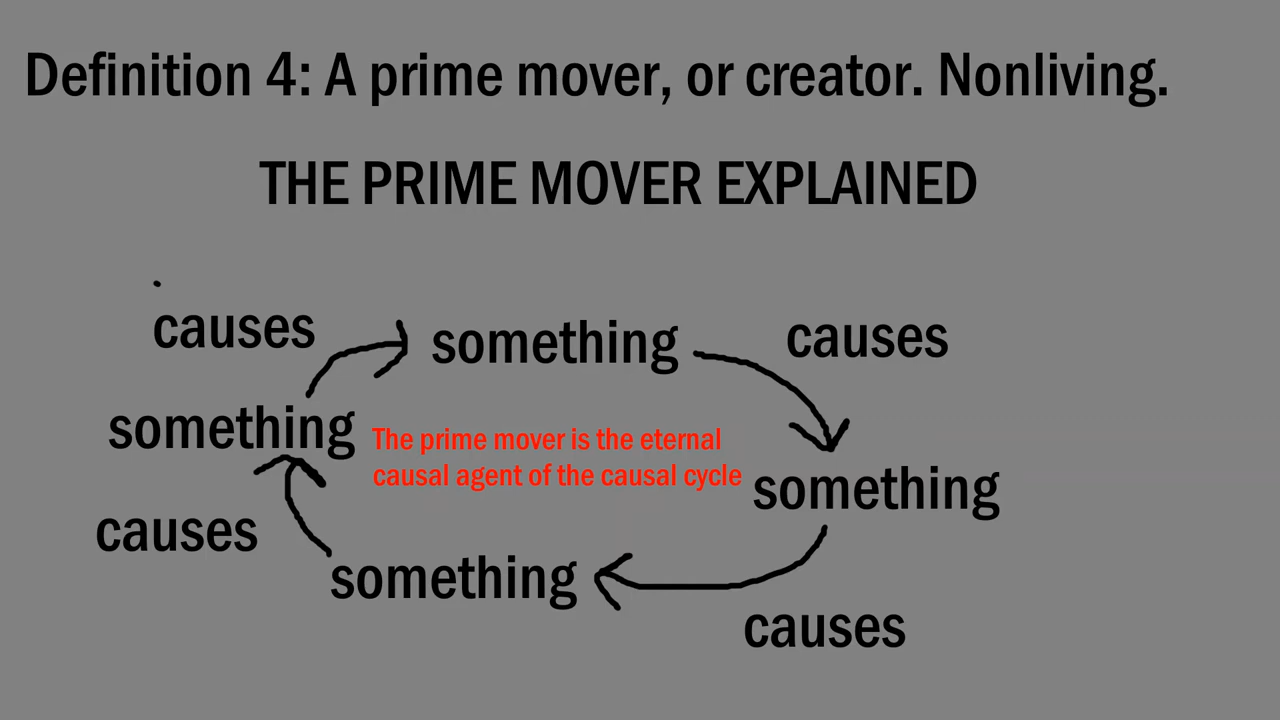 Definition 4: A prime mover, or creator. Nonliving.
THE PRIME MOVER EXPLAINED
causes
something
causes
something
The prime mover is the eternal
causal agent of the causal cycle
something
causes
something
causes